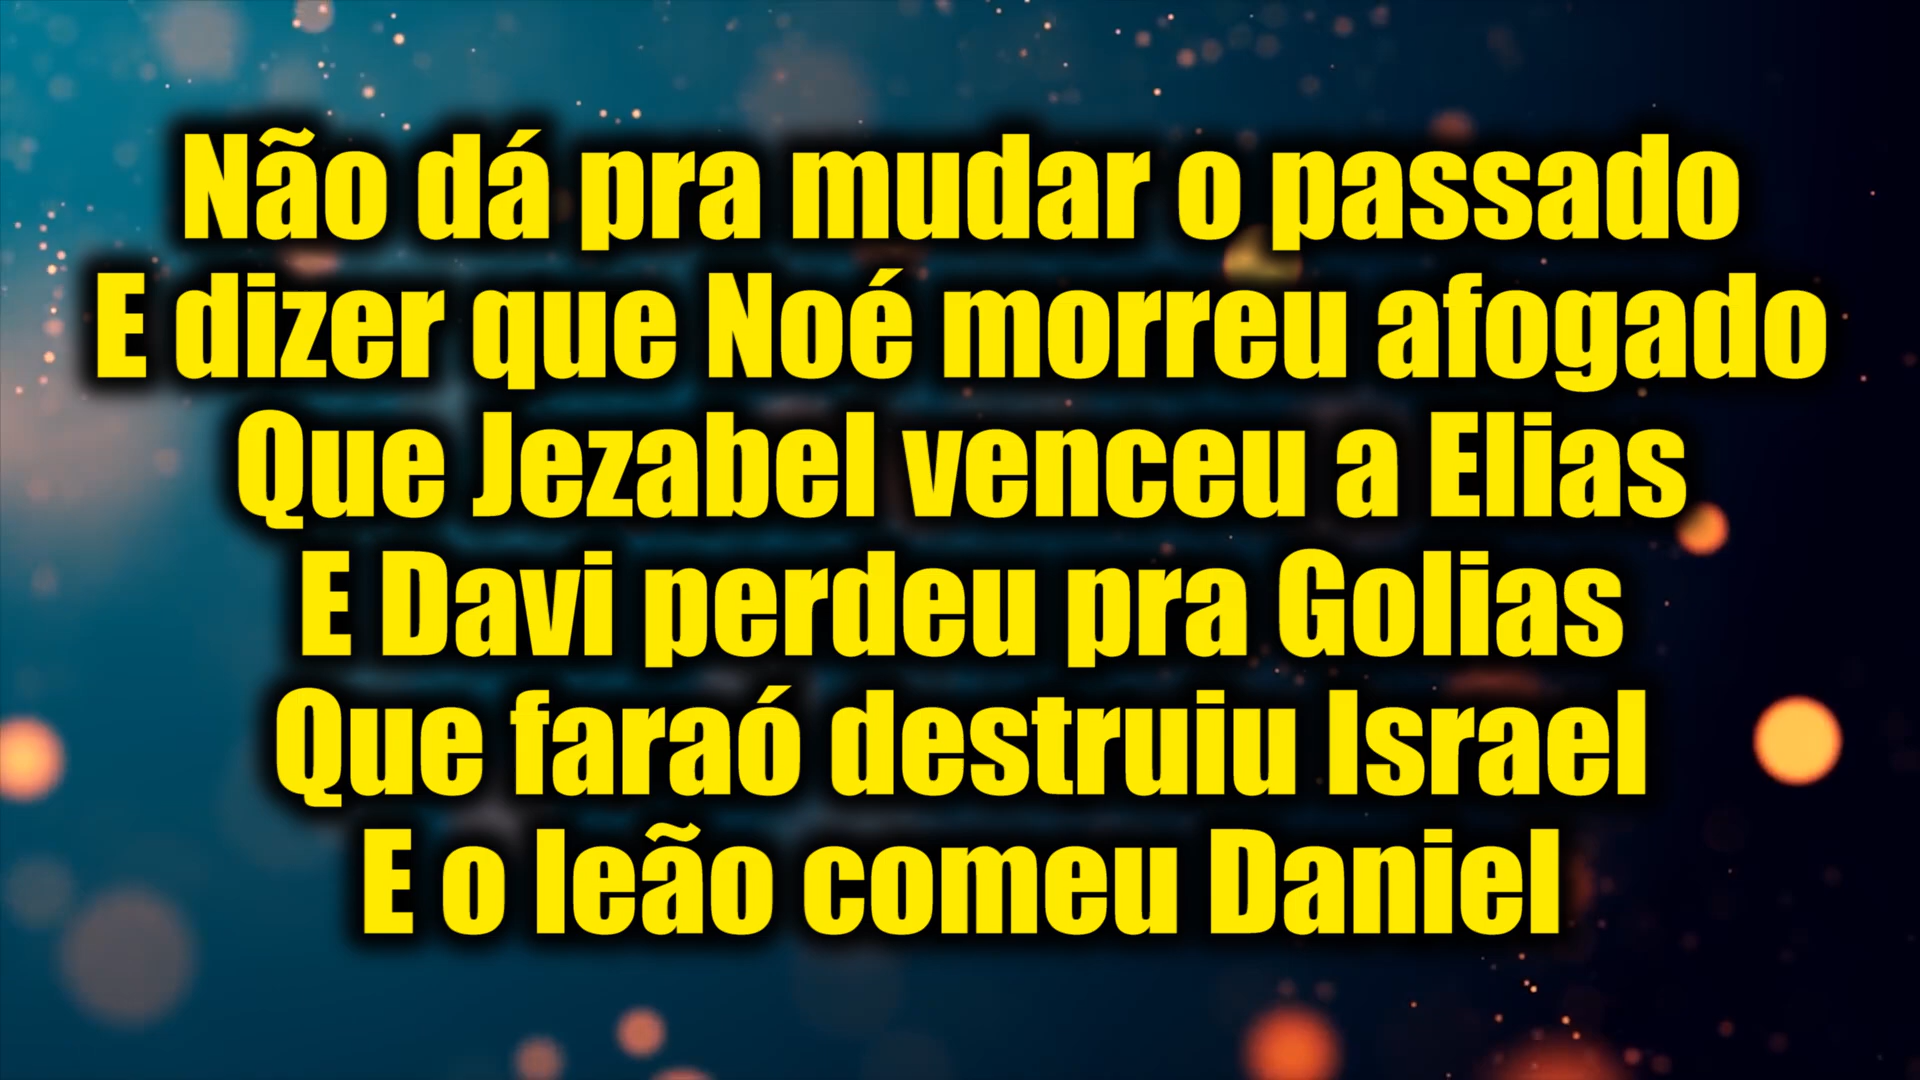 Não dá pra mudar o passado
E dizer que Noé morreu afogado
Que Jezabel venceu a Elias
E Davi perdeu pra Golias
Que faraó destruiu Israel
E o leão comeu Daniel